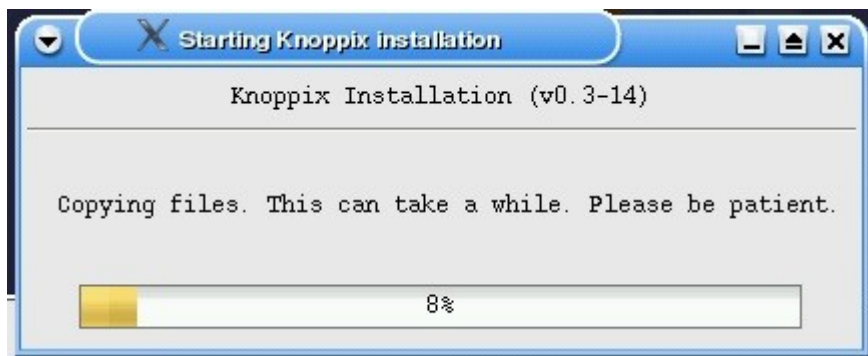 Starting Knoppix installation
Knoppix Installation (v0.3-14)
Copying files. This can take a while. Please be patient.
8%